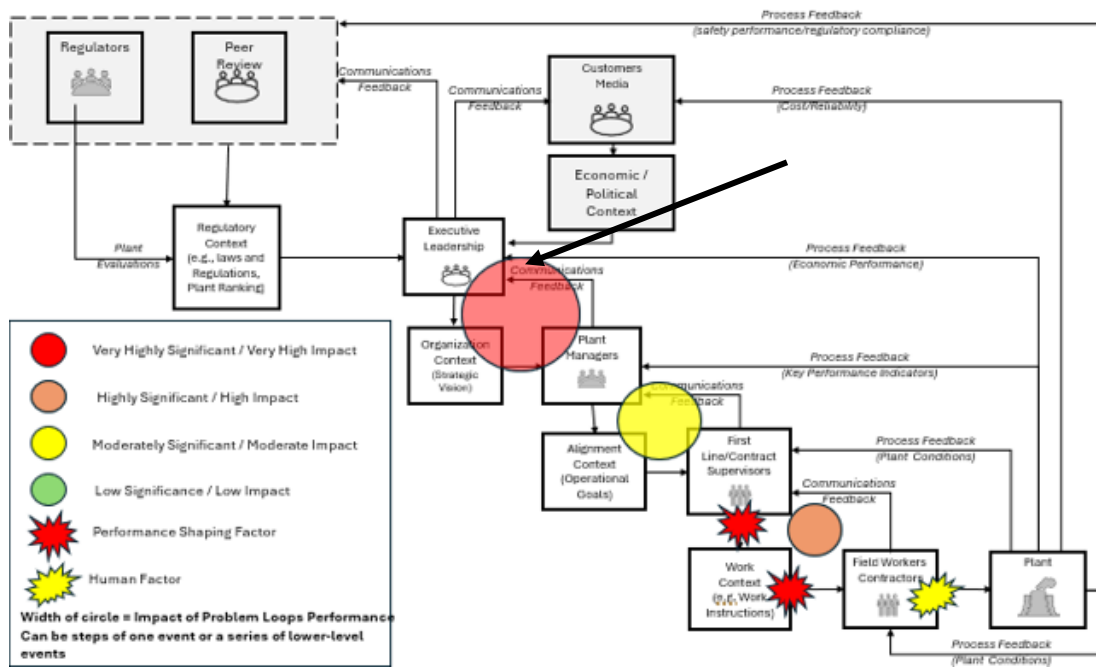 Process Feedback
(safety performance/regulatory compliance)
Regulators
Peer
Review
Communications
Feedback
Communications
Feedback
Customers
Media
Process Feedback
(Cost/Reliability)
Economic /
Political
Context
Plant
Evaluations
Regulatory
Context
(e.g., laws and
Regulations,
Plant Ranking)
Executive
Leadership
Process Feedback
(Economic Performance)
Communications
Feedback
Organization
Context
(Strategic
Vision)
Plant
Managers
Process Feedback
(Key Performance Indicators)
Communications
Feedback
Alignment
Context
(Operational
Goals)
First
Line/Contract
Supervisors
Process Feedback
(Plant Conditions)
Communications
Feedback
Work
Context
(e.g. Work
Instructions)
Field Workers
Contractors
Plant
Process Feedback
(Plant Conditions)
Very Highly Significant / Very High Impact
Highly Significant / High Impact
Moderately Significant / Moderate Impact
Low Significance / Low Impact
Performance Shaping Factor
Human Factor
Width of circle = Impact of Problem Loops Performance
Can be steps of one event or a series of lower-level
events